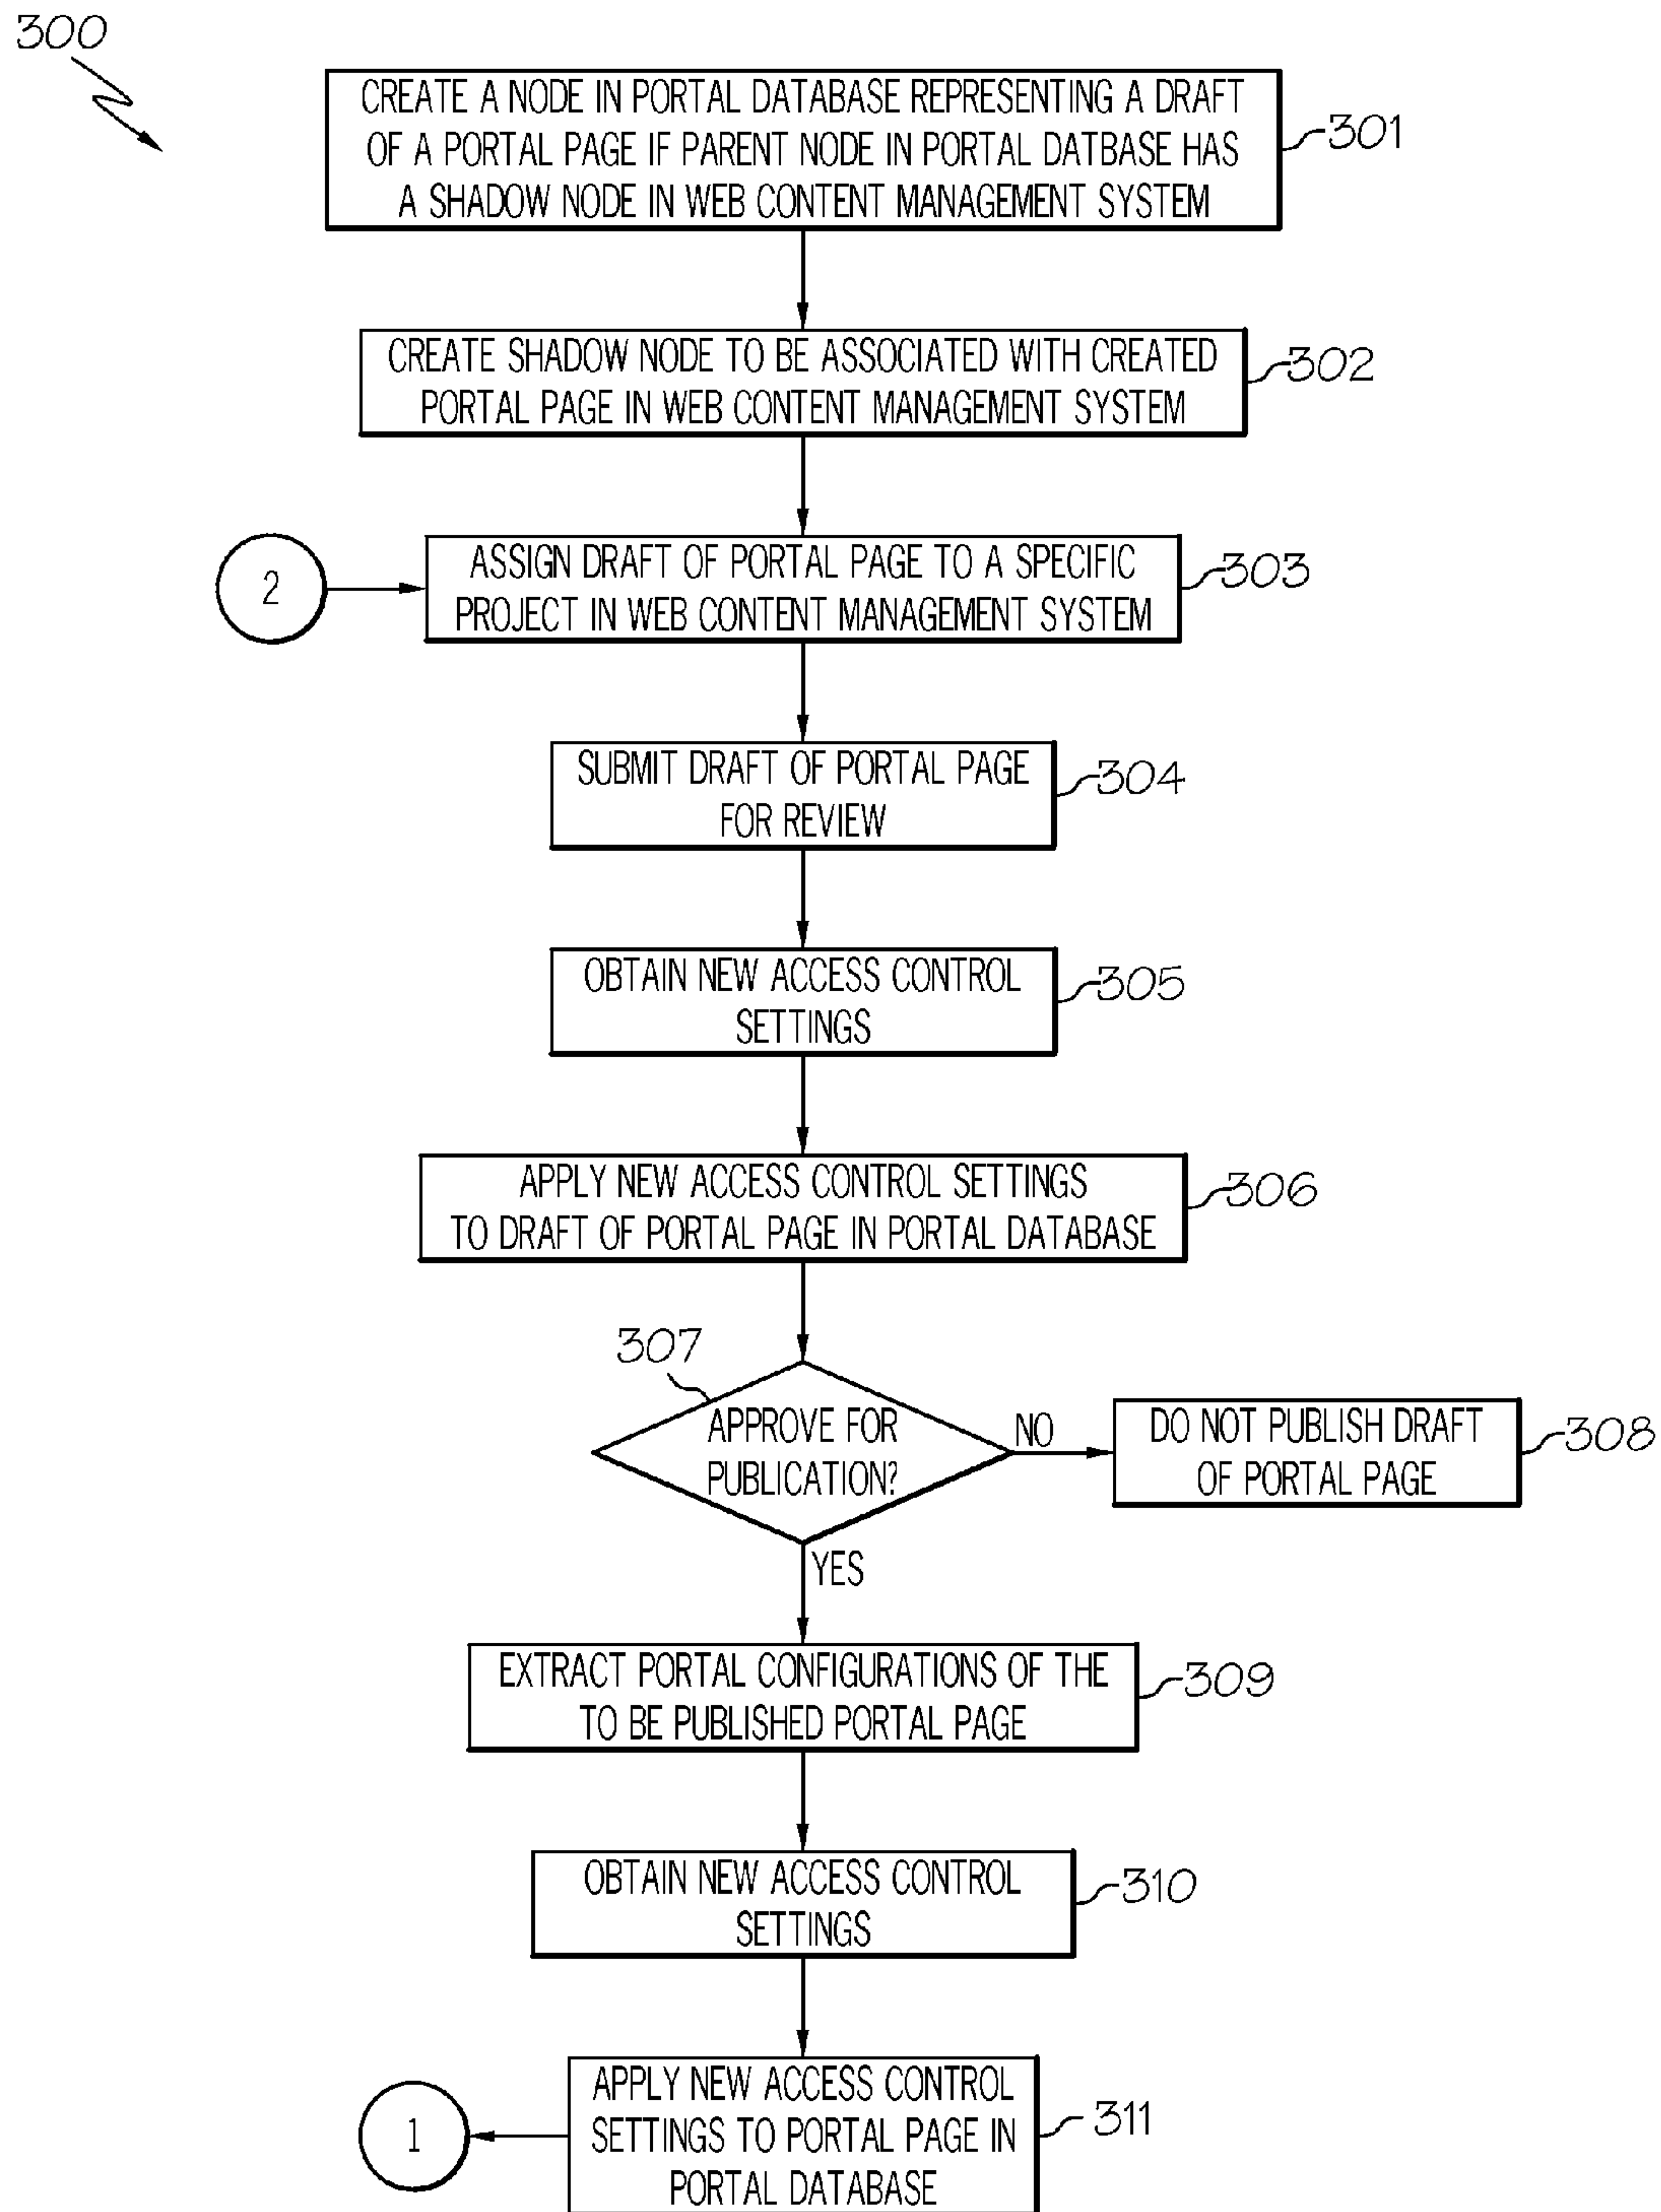 300
CREATE A NODE IN PORTAL DATABASE REPRESENTING A DRAFT
OF A PORTAL PAGE IF PARENT NODE IN PORTAL DATBASE HAS
A SHADOW NODE IN WEB CONTENT MANAGEMENT SYSTEM
301
CREATE SHADOW NODE TO BE ASSOCIATED WITH CREATED
PORTAL PAGE IN WEB CONTENT MANAGEMENT SYSTEM
302
2
ASSIGN DRAFT OF PORTAL PAGE TO A SPECIFIC
PROJECT IN WEB CONTENT MANAGEMENT SYSTEM
303
SUBMIT DRAFT OF PORTAL PAGE
FOR REVIEW
304
OBTAIN NEW ACCESS CONTROL
SETTINGS
305
APPLY NEW ACCESS CONTROL SETTINGS
TO DRAFT OF PORTAL PAGE IN PORTAL DATABASE
306
307
APPROVE FOR
PUBLICATION?
NO
DO NOT PUBLISH DRAFT
OF PORTAL PAGE
308
YES
EXTRACT PORTAL CONFIGURATIONS OF THE
TO BE PUBLISHED PORTAL PAGE
309
OBTAIN NEW ACCESS CONTROL
SETTINGS
310
1
APPLY NEW ACCESS CONTROL
SETTINGS TO PORTAL PAGE IN
PORTAL DATABASE
311